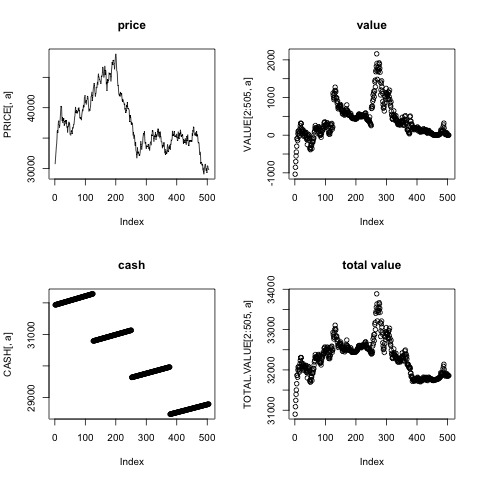 price
PRICE[, a]
30000 40000
0 100 200 300 400 500
Index
value
VALUE[2:505, a]
-1000 0 1000 2000
0 100 200 300 400 500
Index
cash
CASH[, a]
29000 31000
0 100 200 300 400 500
Index
total value
TOTAL.VALUE[2:505, a]
31000 32000 33000 34000
0 100 200 300 400 500
Index